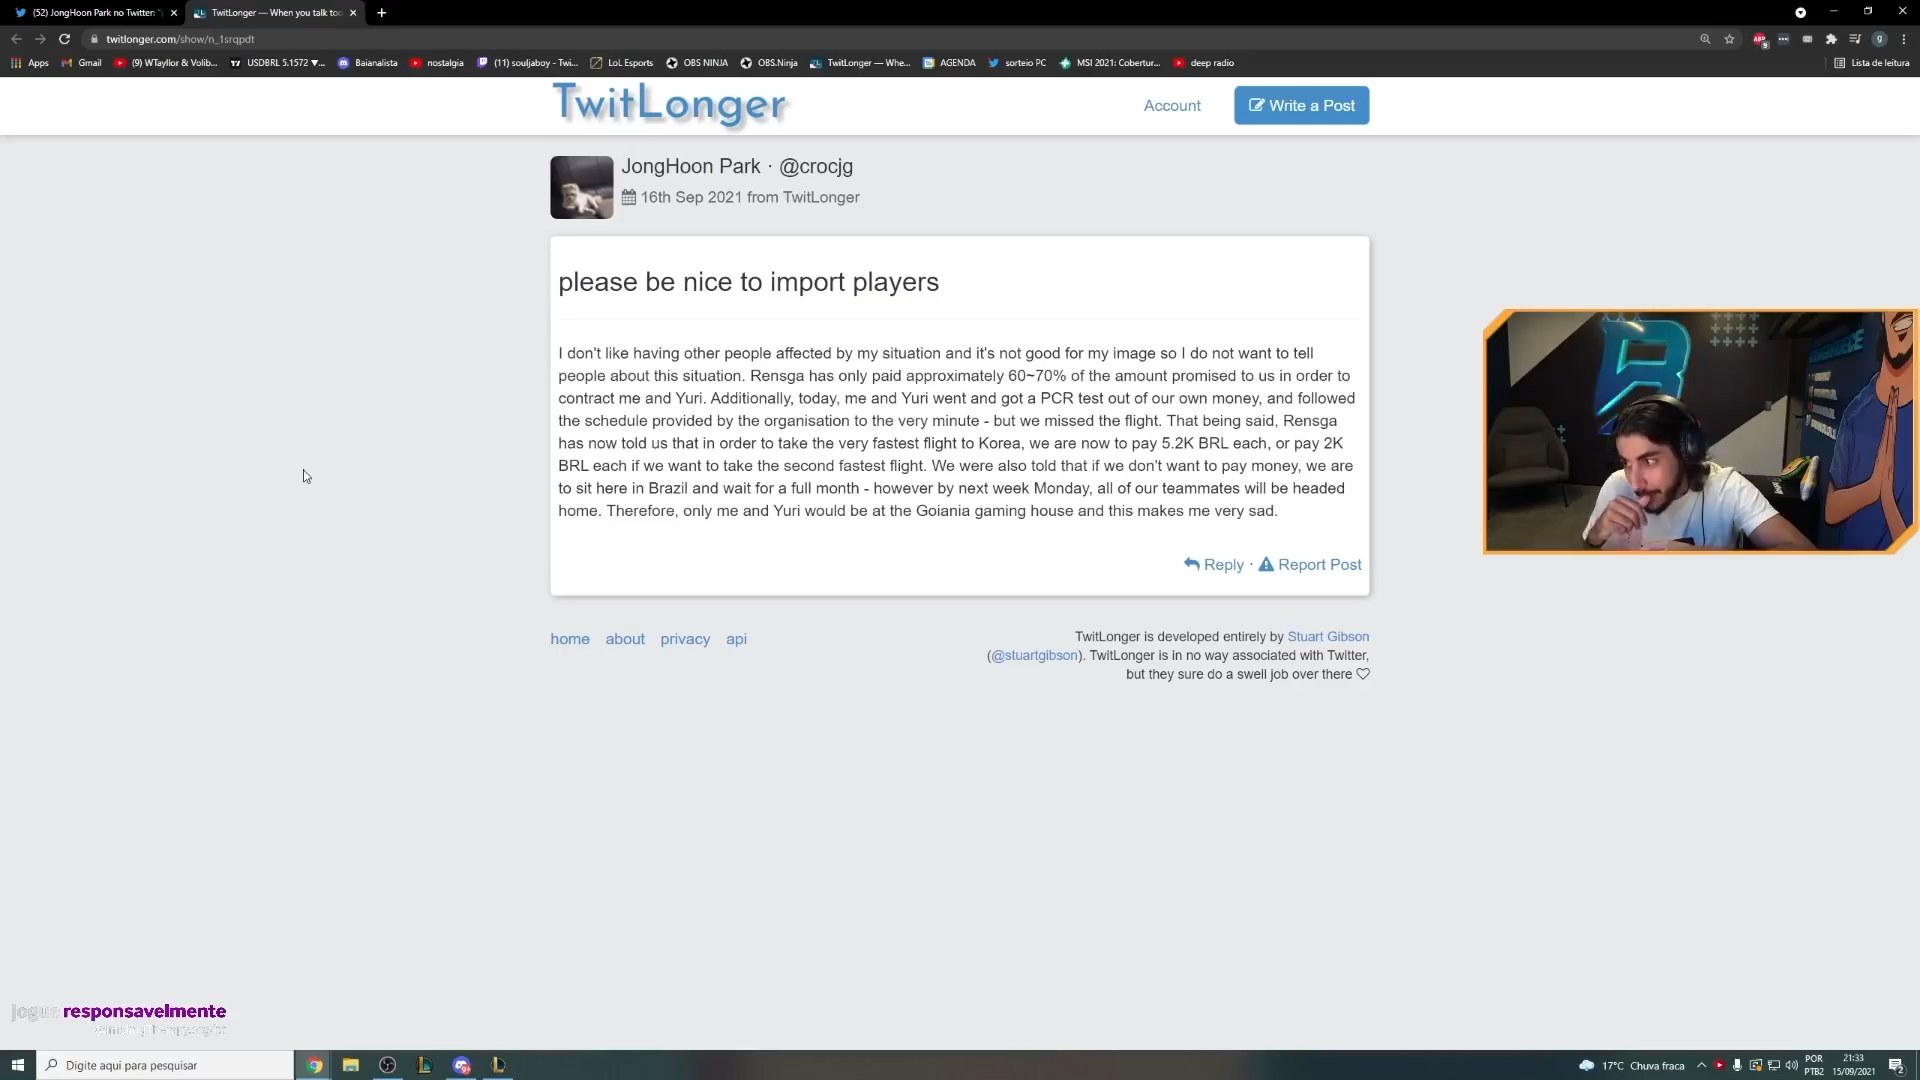 (52) JongHoon Park no Twitter: "
TwitLonger — When you talk too
twitlonger.com/show/n_1srqpdt
Apps
Gmail
(9) WTayllor & Volib...
USDBRL 5.1572 ▼...
Baianalista
nostalgia
(11) souljaboy - Twi...
LoL Esports
OBS NINJA
OBS.Ninja
TwitLonger — Whe...
AGENDA
sorteio PC
MSI 2021: Cobertur...
deep radio
Lista de leitura
TwitLonger
Account
Write a Post
JongHoon Park · @crocjg
16th Sep 2021 from TwitLonger
please be nice to import players
I don't like having other people affected by my situation and it's not good for my image so I do not want to tell
people about this situation. Rensga has only paid approximately 60~70% of the amount promised to us in order to
contract me and Yuri. Additionally, today, me and Yuri went and got a PCR test out of our own money, and followed
the schedule provided by the organisation to the very minute - but we missed the flight. That being said, Rensga
has now told us that in order to take the very fastest flight to Korea, we are now to pay 5.2K BRL each, or pay 2K
BRL each if we want to take the second fastest flight. We were also told that if we don't want to pay money, we are
to sit here in Brazil and wait for a full month - however by next week Monday, all of our teammates will be headed
home. Therefore, only me and Yuri would be at the Goiania gaming house and this makes me very sad.
Reply · Report Post
home about privacy api
TwitLonger is developed entirely by Stuart Gibson
(@stuartgibson). TwitLonger is in no way associated with Twitter,
but they sure do a swell job over there ♡
jogue responsavelmente
Digite aqui para pesquisar
17°C Chuva fraca
POR
PTB2
21:33
15/09/2021